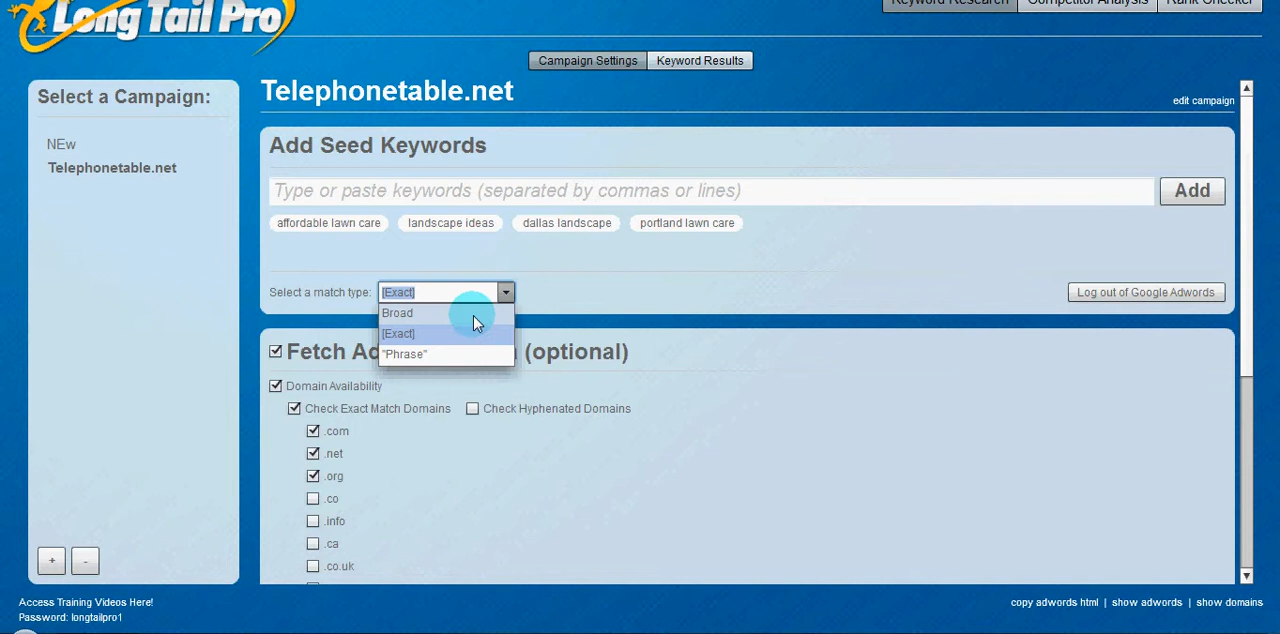 Long Tail Pro
Keyword Research Competitor Analysis Rank Checker
Campaign Settings Keyword Results
Select a Campaign:
NEw
Telephonetable.net
+ -
Telephonetable.net
edit campaign
Add Seed Keywords
Type or paste keywords (separated by commas or lines) Add
affordable lawn care landscape ideas dallas landscape portland lawn care
Select a match type: [Exact] Log out of Google Adwords
Broad
[Exact]
"Phrase"
Fetch Ad (optional)
Domain Availability
Check Exact Match Domains Check Hyphenated Domains
.com
.net
.org
.co
.info
.ca
.co.uk
Access Training Videos Here!
Password: longtailpro1
copy adwords html | show adwords | show domains